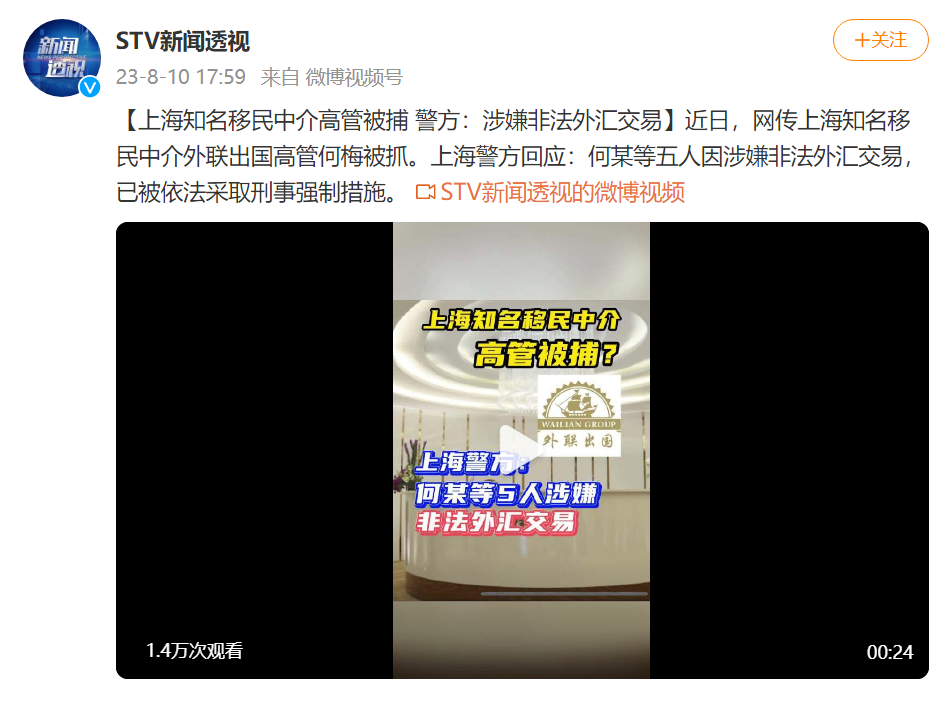 新闻
NEWS PERSPECTIVE
透视
STV新闻透视
+关注
23-8-10 17:59 来自 微博视频号
【上海知名移民中介高管被捕 警方：涉嫌非法外汇交易】近日，网传上海知名移
民中介外联出国高管何梅被抓。上海警方回应：何某等五人因涉嫌非法外汇交易，
已被依法采取刑事强制措施。 STV新闻透视的微博视频
上海知名移民中介
高管被捕？
WAILIAN GROUP
外联出国
上海警方：
何某等5人涉嫌
非法外汇交易
1.4万次观看
00:24